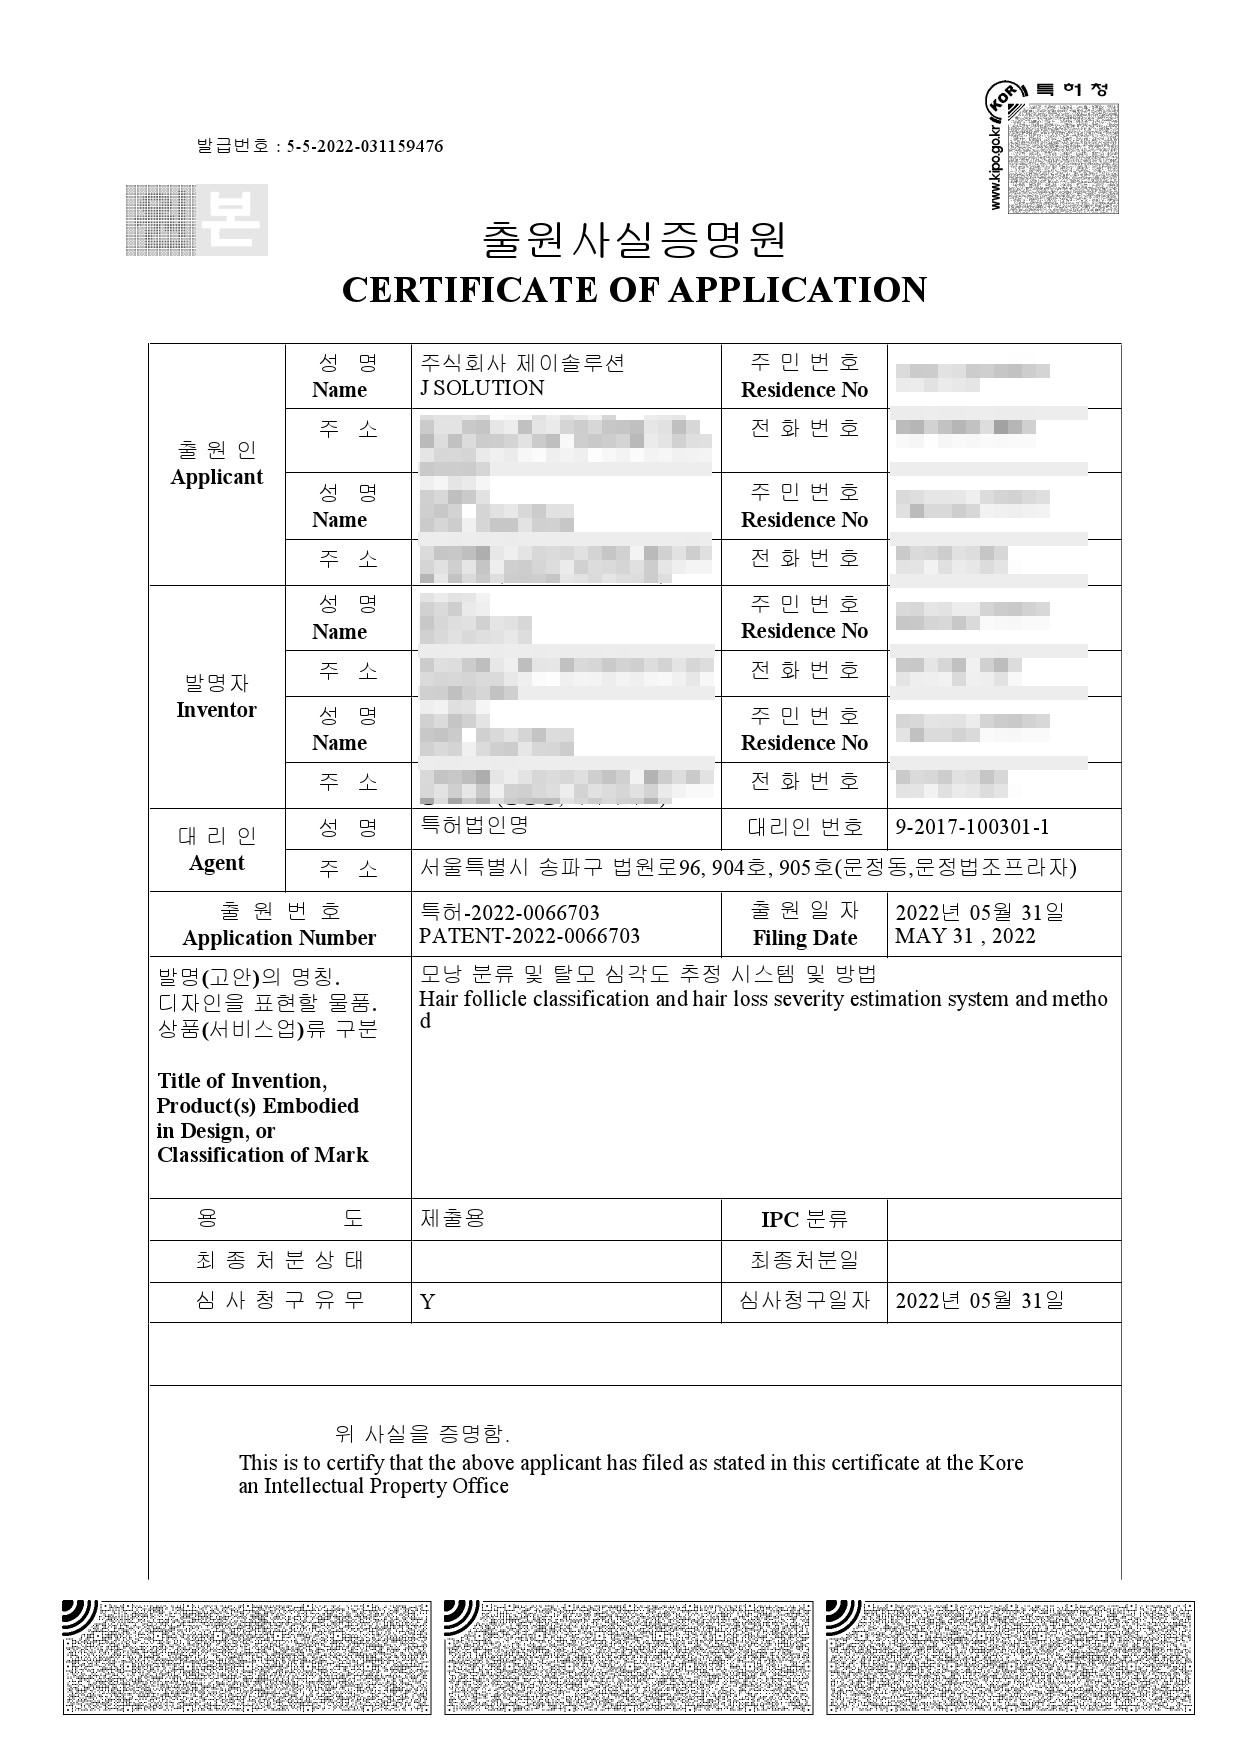 특허청
KOR
www.kipo.go.kr
발급번호 : 5-5-2022-031159476
본
출원사실증명원
CERTIFICATE OF APPLICATION
출 원 인
Applicant
성 명
Name
주식회사 제이솔루션
J SOLUTION
주 민 번 호
Residence No
주 소
전 화 번 호
성 명
Name
주 민 번 호
Residence No
주 소
전 화 번 호
발명자
Inventor
성 명
Name
주 민 번 호
Residence No
주 소
전 화 번 호
성 명
Name
주 민 번 호
Residence No
주 소
전 화 번 호
대 리 인
Agent
성 명
특허법인명
대리인 번호
9-2017-100301-1
주 소
서울특별시 송파구 법원로96, 904호, 905호(문정동,문정법조프라자)
출 원 번 호
Application Number
특허-2022-0066703
PATENT-2022-0066703
출 원 일 자
Filing Date
2022년 05월 31일
MAY 31 , 2022
발명(고안)의 명칭.
디자인을 표현할 물품.
상품(서비스업)류 구분
Title of Invention,
Product(s) Embodied
in Design, or
Classification of Mark
모낭 분류 및 탈모 심각도 추정 시스템 및 방법
Hair follicle classification and hair loss severity estimation system and metho
d
용 도
제출용
IPC 분류
최 종 처 분 상 태
최종처분일
심 사 청 구 유 무
Y
심사청구일자
2022년 05월 31일
위 사실을 증명함.
This is to certify that the above applicant has filed as stated in this certificate at the Kore
an Intellectual Property Office